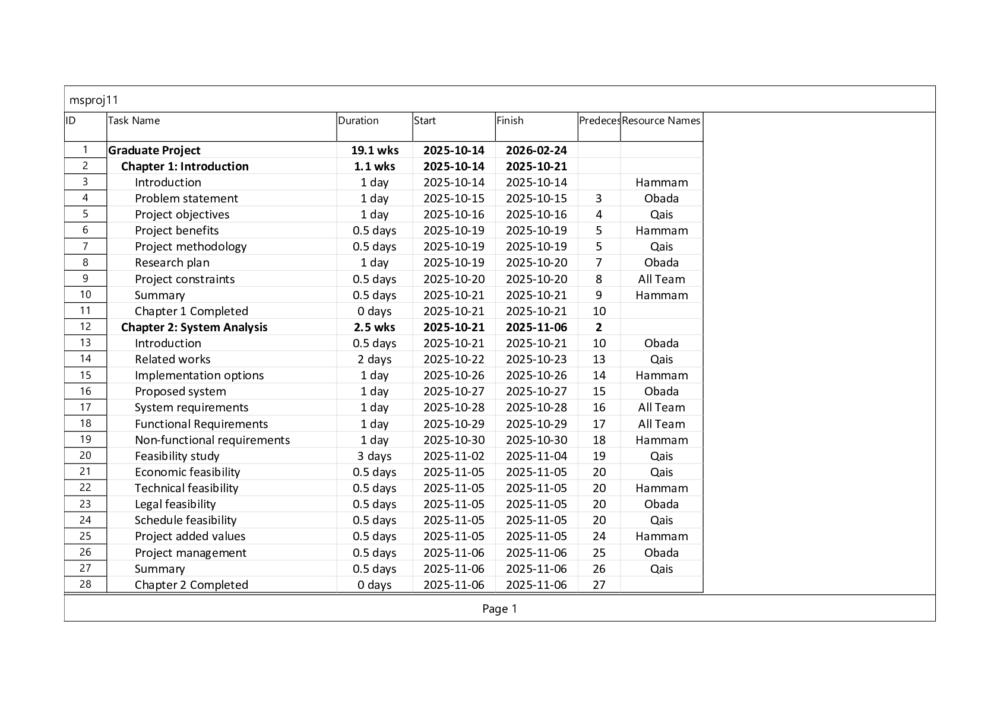 msproj11
ID Task Name Duration Start Finish Predeces Resource Names
1 Graduate Project 19.1 wks 2025-10-14 2026-02-24
2 Chapter 1: Introduction 1.1 wks 2025-10-14 2025-10-21
3 Introduction 1 day 2025-10-14 2025-10-14 Hammam
4 Problem statement 1 day 2025-10-15 2025-10-15 3 Obada
5 Project objectives 1 day 2025-10-16 2025-10-16 4 Qais
6 Project benefits 0.5 days 2025-10-19 2025-10-19 5 Hammam
7 Project methodology 0.5 days 2025-10-19 2025-10-19 5 Qais
8 Research plan 1 day 2025-10-19 2025-10-20 7 Obada
9 Project constraints 0.5 days 2025-10-20 2025-10-20 8 All Team
10 Summary 0.5 days 2025-10-21 2025-10-21 9 Hammam
11 Chapter 1 Completed 0 days 2025-10-21 2025-10-21 10
12 Chapter 2: System Analysis 2.5 wks 2025-10-21 2025-11-06 2
13 Introduction 0.5 days 2025-10-21 2025-10-21 10 Obada
14 Related works 2 days 2025-10-22 2025-10-23 13 Qais
15 Implementation options 1 day 2025-10-26 2025-10-26 14 Hammam
16 Proposed system 1 day 2025-10-27 2025-10-27 15 Obada
17 System requirements 1 day 2025-10-28 2025-10-28 16 All Team
18 Functional Requirements 1 day 2025-10-29 2025-10-29 17 All Team
19 Non-functional requirements 1 day 2025-10-30 2025-10-30 18 Hammam
20 Feasibility study 3 days 2025-11-02 2025-11-04 19 Qais
21 Economic feasibility 0.5 days 2025-11-05 2025-11-05 20 Qais
22 Technical feasibility 0.5 days 2025-11-05 2025-11-05 20 Hammam
23 Legal feasibility 0.5 days 2025-11-05 2025-11-05 20 Obada
24 Schedule feasibility 0.5 days 2025-11-05 2025-11-05 20 Qais
25 Project added values 0.5 days 2025-11-05 2025-11-05 24 Hammam
26 Project management 0.5 days 2025-11-06 2025-11-06 25 Obada
27 Summary 0.5 days 2025-11-06 2025-11-06 26 Qais
28 Chapter 2 Completed 0 days 2025-11-06 2025-11-06 27
Page 1